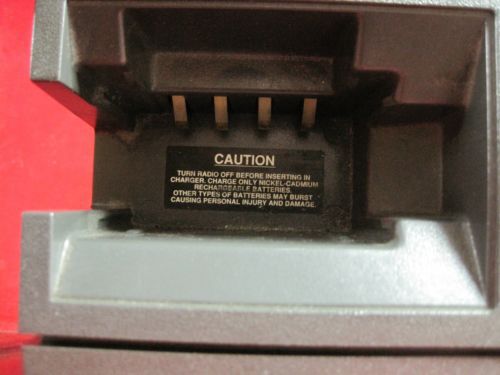 CAUTION
TURN RADIO OFF BEFORE INSERTING IN
CHARGER. CHARGE ONLY NICKEL-CADMIUM
RECHARGEABLE BATTERIES.
OTHER TYPES OF BATTERIES MAY BURST
CAUSING PERSONAL INJURY AND DAMAGE.